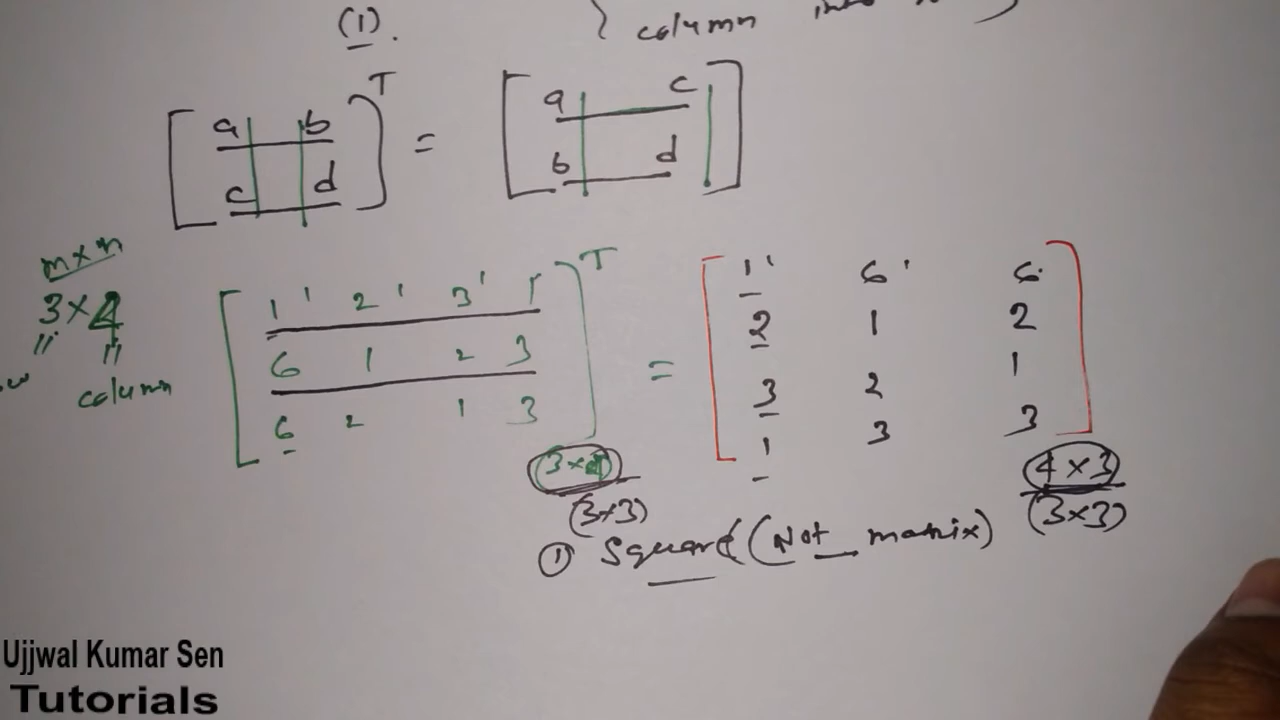 (1).
column
[a b
c d]ᵀ = [a c
b d]
m×n
3×4
column
[1 2 3 1
6 1 2 3
6 2 1 3]ᵀ = [1 6 6
2 1 2
3 2 1
1 3 3]
3×4
4×3
(3×3)
(3×3)
① Square (Not matrix)
Ujjwal Kumar Sen
Tutorials